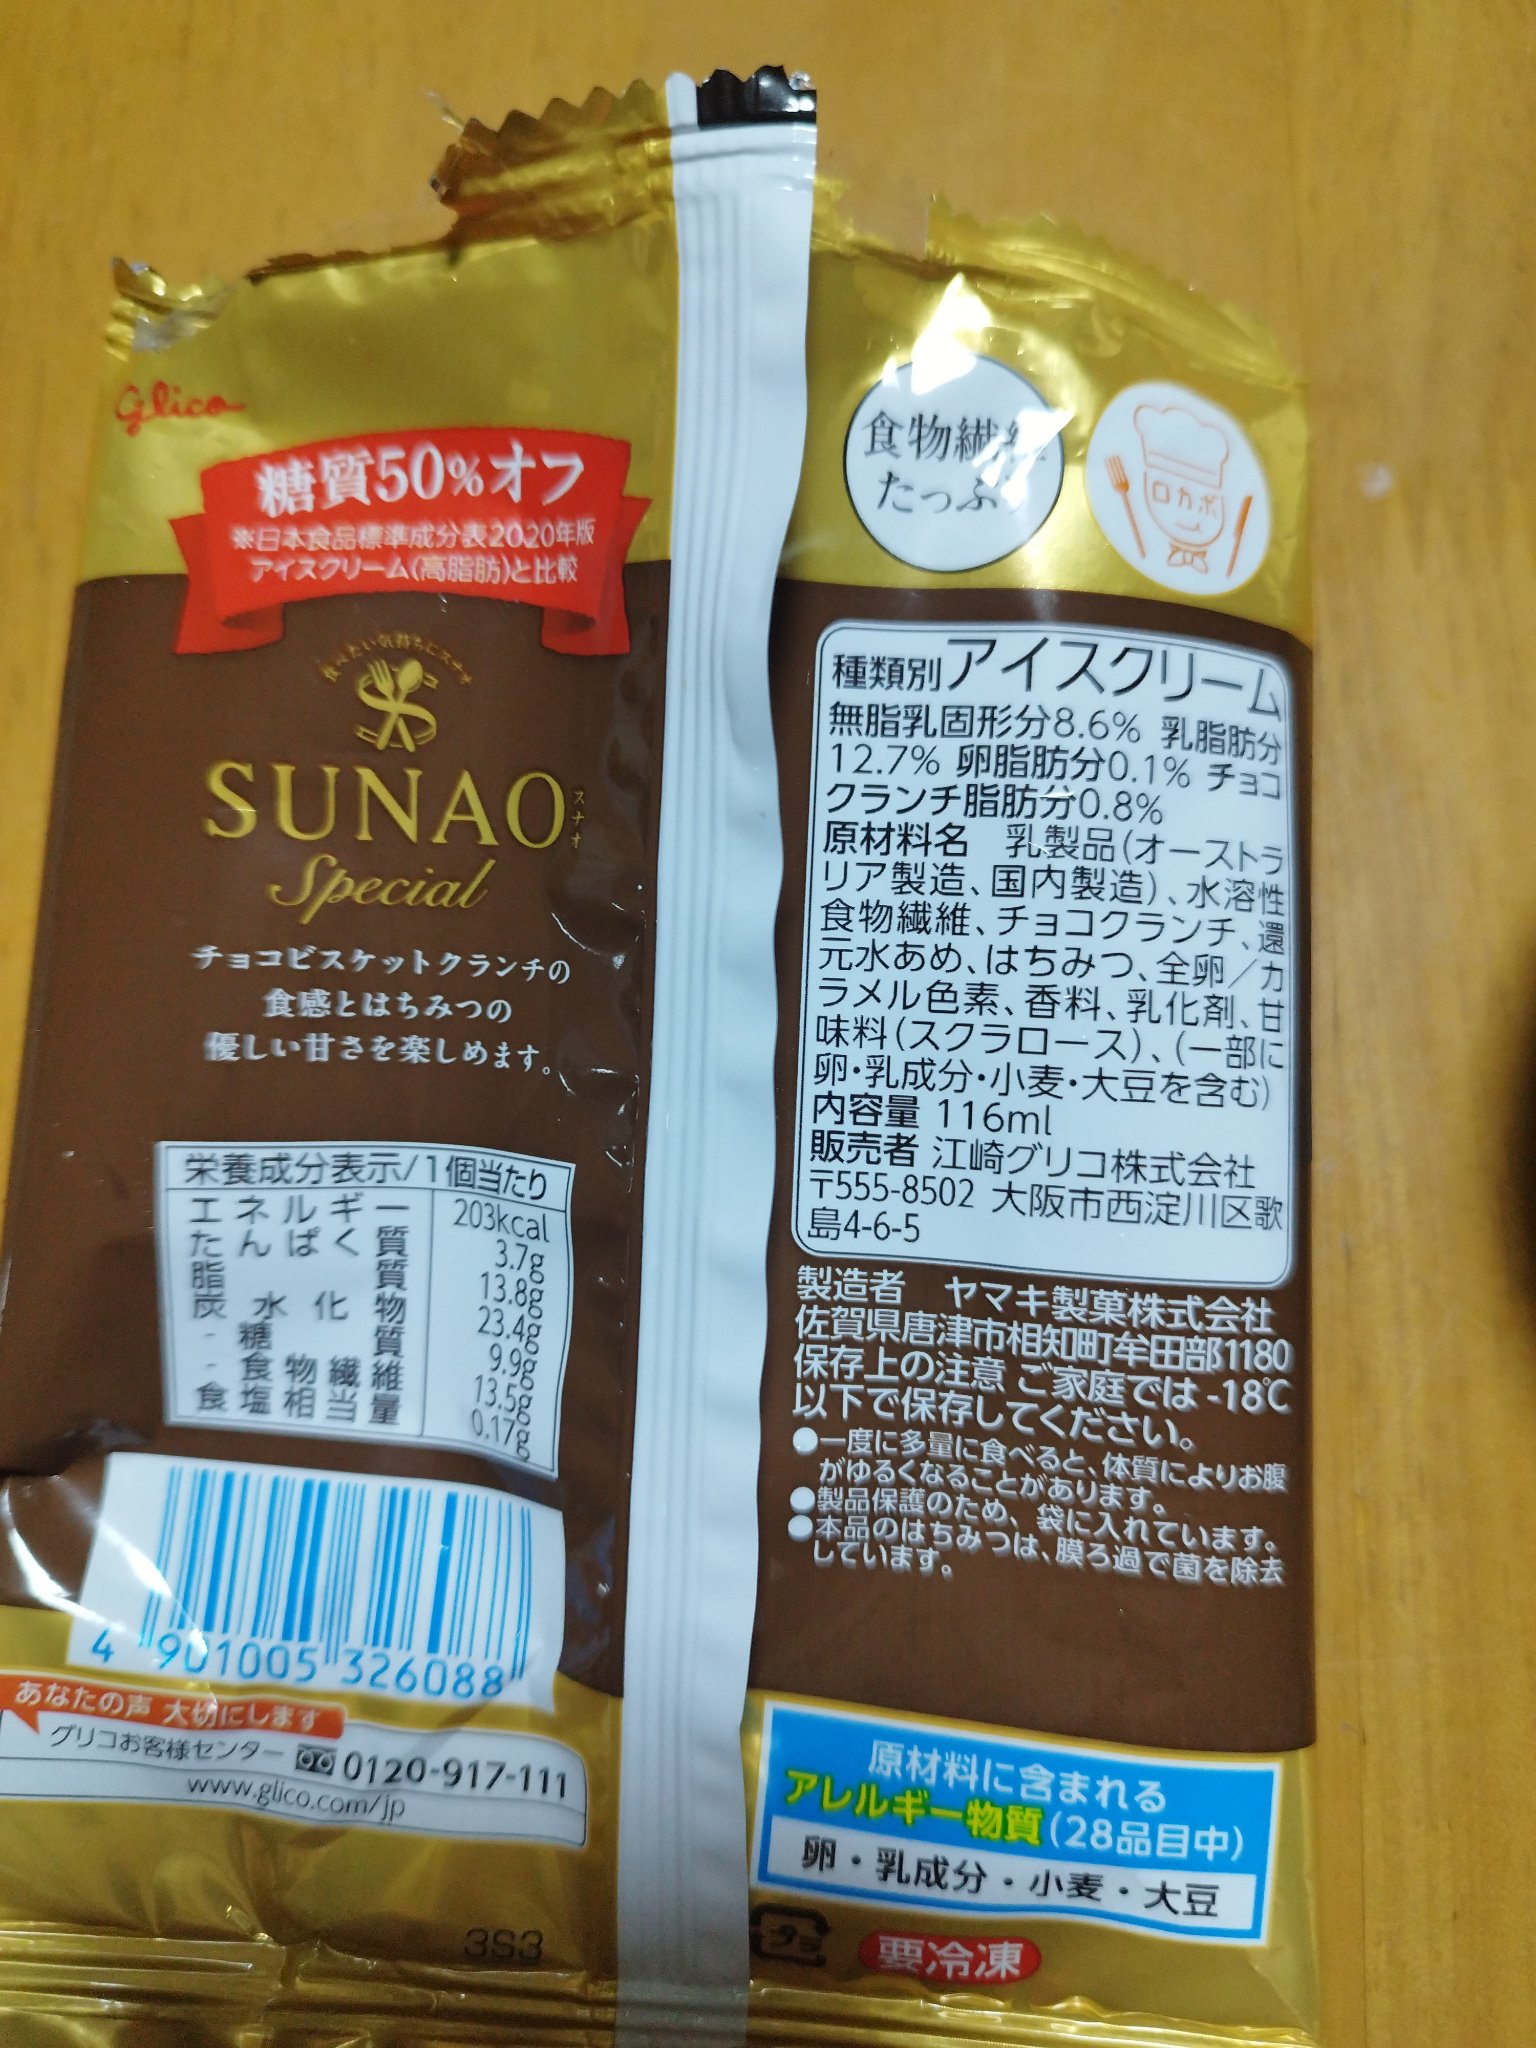 Glico
糖質50%オフ
※日本食品標準成分表2020年版
アイスクリーム(高脂肪)と比較
食べたい気持ちにスナオ
SUNAO
スナオ
Special
チョコビスケットクランチの
食感とはちみつの
優しい甘さを楽しめます。
栄養成分表示/1個当たり
エネルギー 203kcal
たんぱく質 3.7g
脂質 13.8g
炭水化物 23.4g
-糖質 9.9g
-食物繊維 13.5g
食塩相当量 0.17g
4 901005 326088
あなたの声 大切にします
グリコお客様センター 0120-917-111
www.glico.com/jp
3S3
食物繊維
たっぷり
ロカボ
種類別アイスクリーム
無脂乳固形分8.6% 乳脂肪分
12.7% 卵脂肪分0.1% チョコ
クランチ脂肪分0.8%
原材料名 乳製品(オーストラ
リア製造、国内製造)、水溶性
食物繊維、チョコクランチ、還
元水あめ、はちみつ、全卵/カ
ラメル色素、香料、乳化剤、甘
味料(スクラロース)、(一部に
卵・乳成分・小麦・大豆を含む)
内容量 116ml
販売者 江崎グリコ株式会社
〒555-8502 大阪市西淀川区歌
島4-6-5
製造者 ヤマキ製菓株式会社
佐賀県唐津市相知町牟田部1180
保存上の注意 ご家庭では-18℃
以下で保存してください。
●一度に多量に食べると、体質によりお腹
がゆるくなることがあります。
●製品保護のため、袋に入れています。
●本品のはちみつは、膜ろ過で菌を除去
しています。
原材料に含まれる
アレルギー物質(28品目中)
卵・乳成分・小麦・大豆
プラ
要冷凍